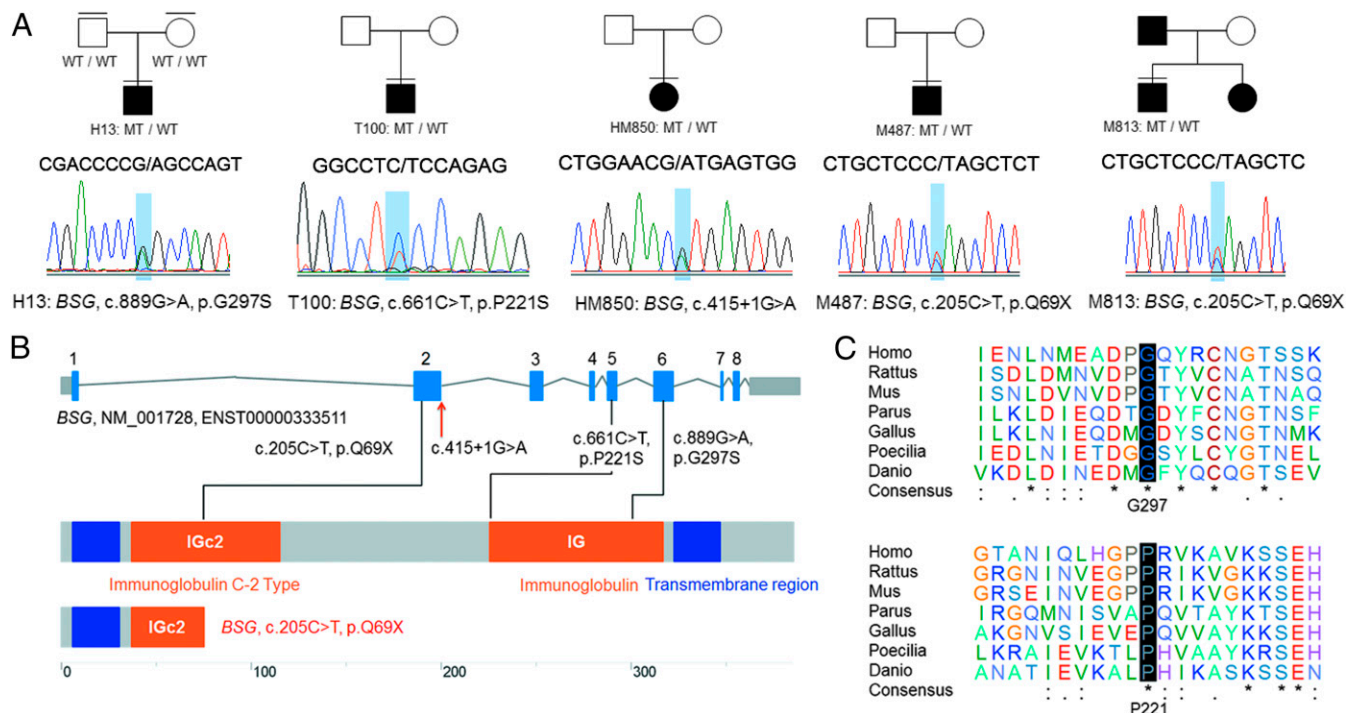 A
WT / WT WT / WT
H13: MT / WT T100: MT / WT HM850: MT / WT M487: MT / WT M813: MT / WT
CGACCCCG/AGCCAGT GGCCTC/TCCAGAG CTGGAACG/ATGAGTGG CTGCTCCC/TAGCTCT CTGCTCCC/TAGCTC
H13: BSG, c.889G>A, p.G297S T100: BSG, c.661C>T, p.P221S HM850: BSG, c.415+1G>A M487: BSG, c.205C>T, p.Q69X M813: BSG, c.205C>T, p.Q69X
B
1 2 3 4 5 6 7 8
BSG, NM_001728, ENST00000333511
c.205C>T, p.Q69X
c.415+1G>A
c.661C>T,
p.P221S
c.889G>A,
p.G297S
IGc2 IG
Immunoglobulin C-2 Type Immunoglobulin Transmembrane region
IGc2 BSG, c.205C>T, p.Q69X
0 100 200 300
C
Homo IENLNMEADPGQYRCNGTSSK
Rattus ISDLDMNVDPGTYVCNATNSQ
Mus ISNLDVNVDPGTYVCNATNAQ
Parus ILKLDIEQDTGDYFCNGTNSF
Gallus IKLLNIEQDMGDYSCNGTNMK
Poecilia IEDLNIETDGGSYLCYGTNEL
Danio VKDLDINEDMGFYQCQGTSEV
Consensus : * : : : * * * * . *
G297
Homo GTANIQLHGPPRVKAVKSSEH
Rattus GRGNINVEGPPRIKVGKKSEH
Mus GRSEINVEGPPRIKVGKKSEH
Parus IRGQMNISVAPQVTAYKTSEH
Gallus AKGNVSIEVEPQVVAYKKSEH
Poecilia LKRAIEVKTLPHVAAYKRSEH
Danio ANATIEVKALPHIKASKSSEN
Consensus : . : * : : . * * * :
P221